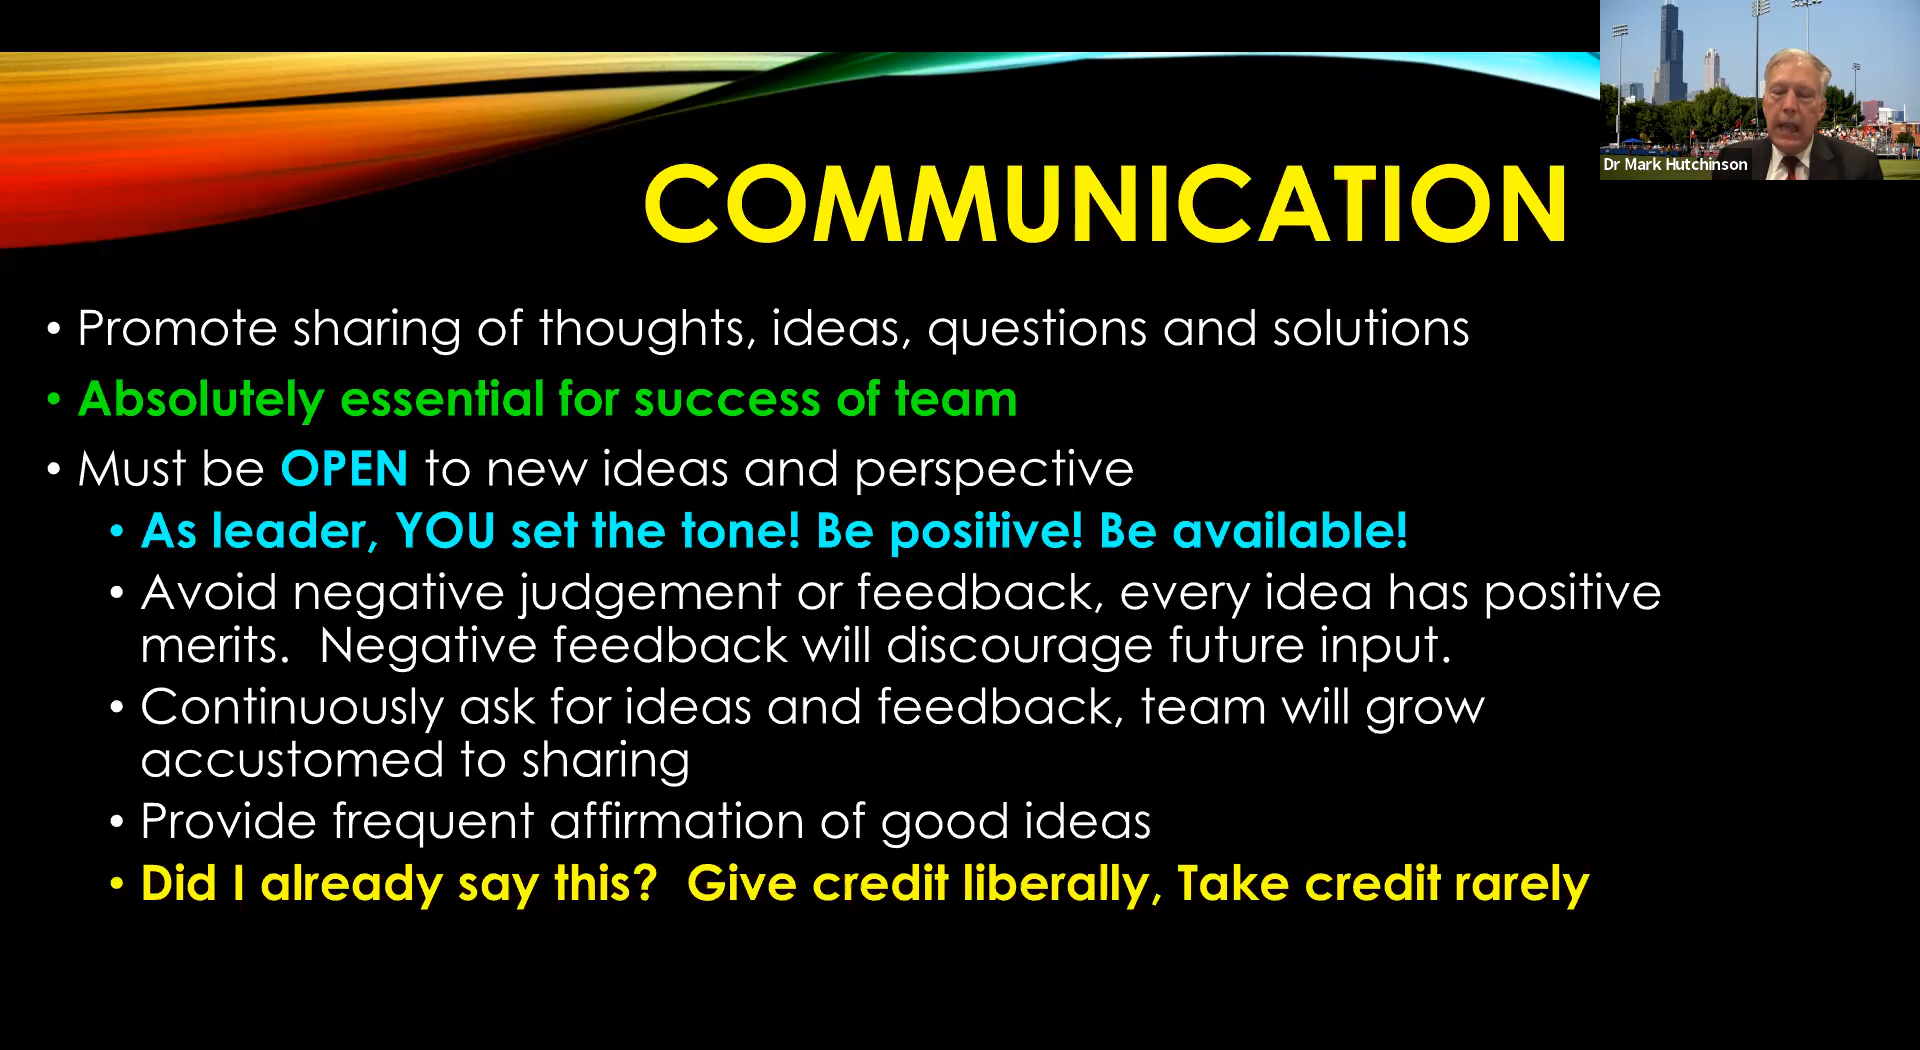 Dr Mark Hutchinson
COMMUNICATION
• Promote sharing of thoughts, ideas, questions and solutions
• Absolutely essential for success of team
• Must be OPEN to new ideas and perspective
• As leader, YOU set the tone! Be positive! Be available!
• Avoid negative judgement or feedback, every idea has positive
merits.  Negative feedback will discourage future input.
• Continuously ask for ideas and feedback, team will grow
accustomed to sharing
• Provide frequent affirmation of good ideas
• Did I already say this?  Give credit liberally, Take credit rarely